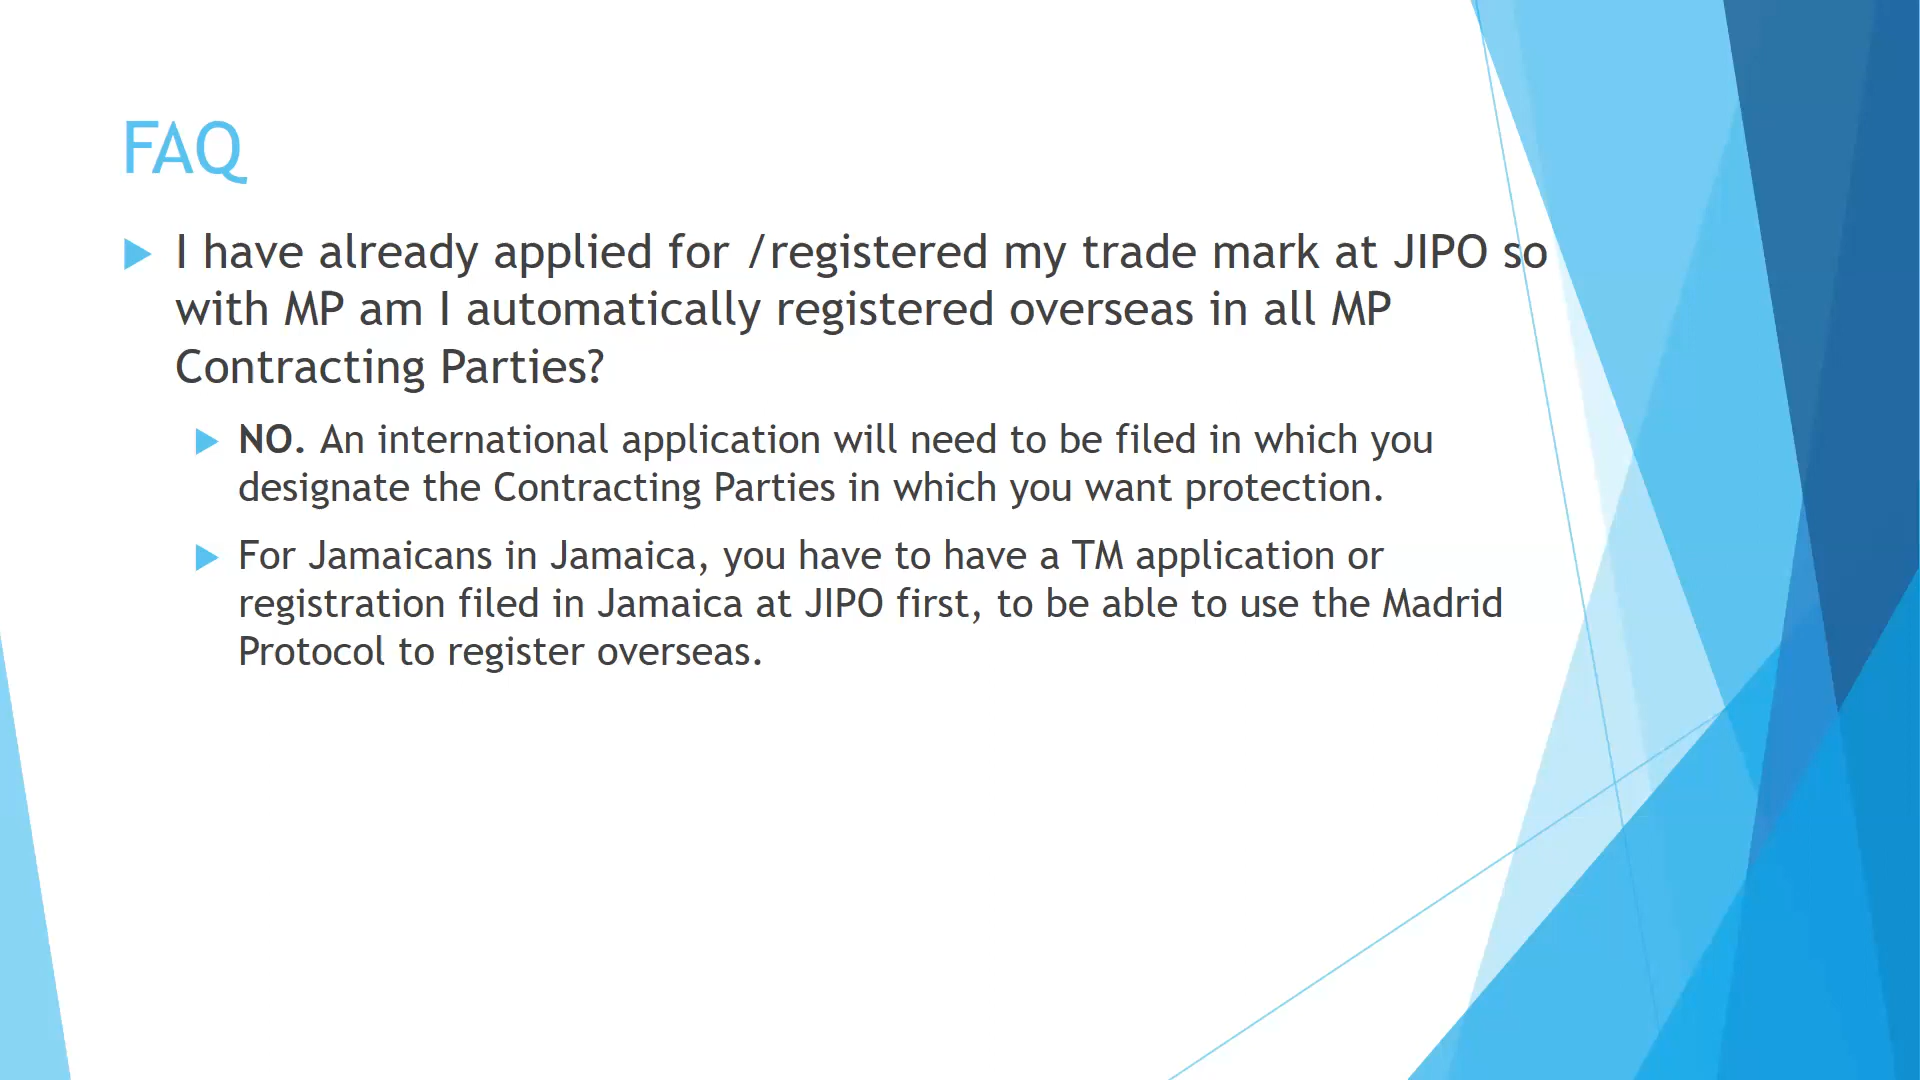 FAQ
I have already applied for /registered my trade mark at JIPO so
with MP am I automatically registered overseas in all MP
Contracting Parties?
NO. An international application will need to be filed in which you
designate the Contracting Parties in which you want protection.
For Jamaicans in Jamaica, you have to have a TM application or
registration filed in Jamaica at JIPO first, to be able to use the Madrid
Protocol to register overseas.